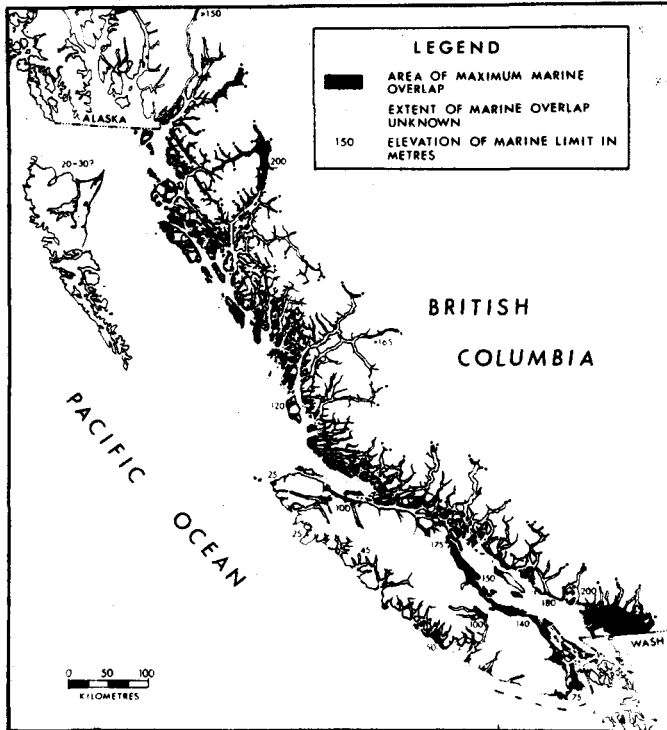 >150
LEGEND
AREA OF MAXIMUM MARINE
OVERLAP
EXTENT OF MARINE OVERLAP
UNKNOWN
150 ELEVATION OF MARINE LIMIT IN
METRES
ALASKA
20-30?
200
BRITISH
COLUMBIA
>165
120
PACIFIC
OCEAN
25
100
25
45
175
150
180
200
100
140
90
WASH
75
0 50 100
KILOMETRES